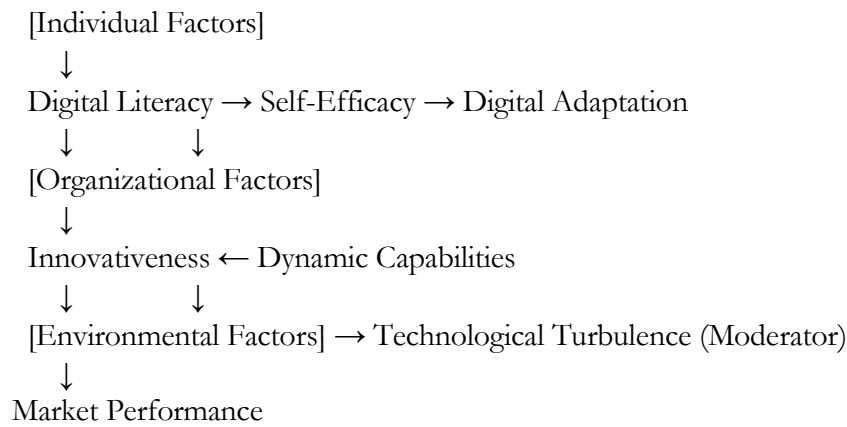 [Individual Factors]
↓
Digital Literacy → Self-Efficacy → Digital Adaptation
↓ ↓
[Organizational Factors]
↓
Innovativeness ← Dynamic Capabilities
↓ ↓
[Environmental Factors] → Technological Turbulence (Moderator)
↓
Market Performance